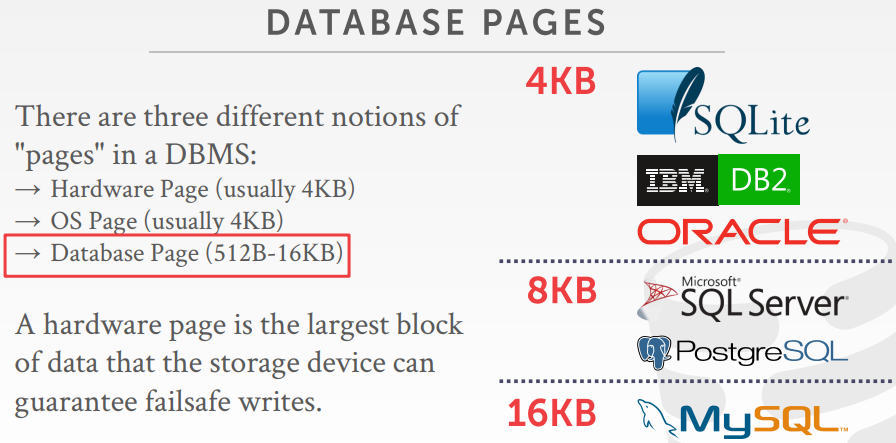 DATABASE PAGES
There are three different notions of
"pages" in a DBMS:
→ Hardware Page (usually 4KB)
→ OS Page (usually 4KB)
→ Database Page (512B-16KB)
A hardware page is the largest block
of data that the storage device can
guarantee failsafe writes.
4KB
SQLite
IBM® DB2®
ORACLE®
8KB
Microsoft®
SQL Server®
PostgreSQL
16KB
MySQL™